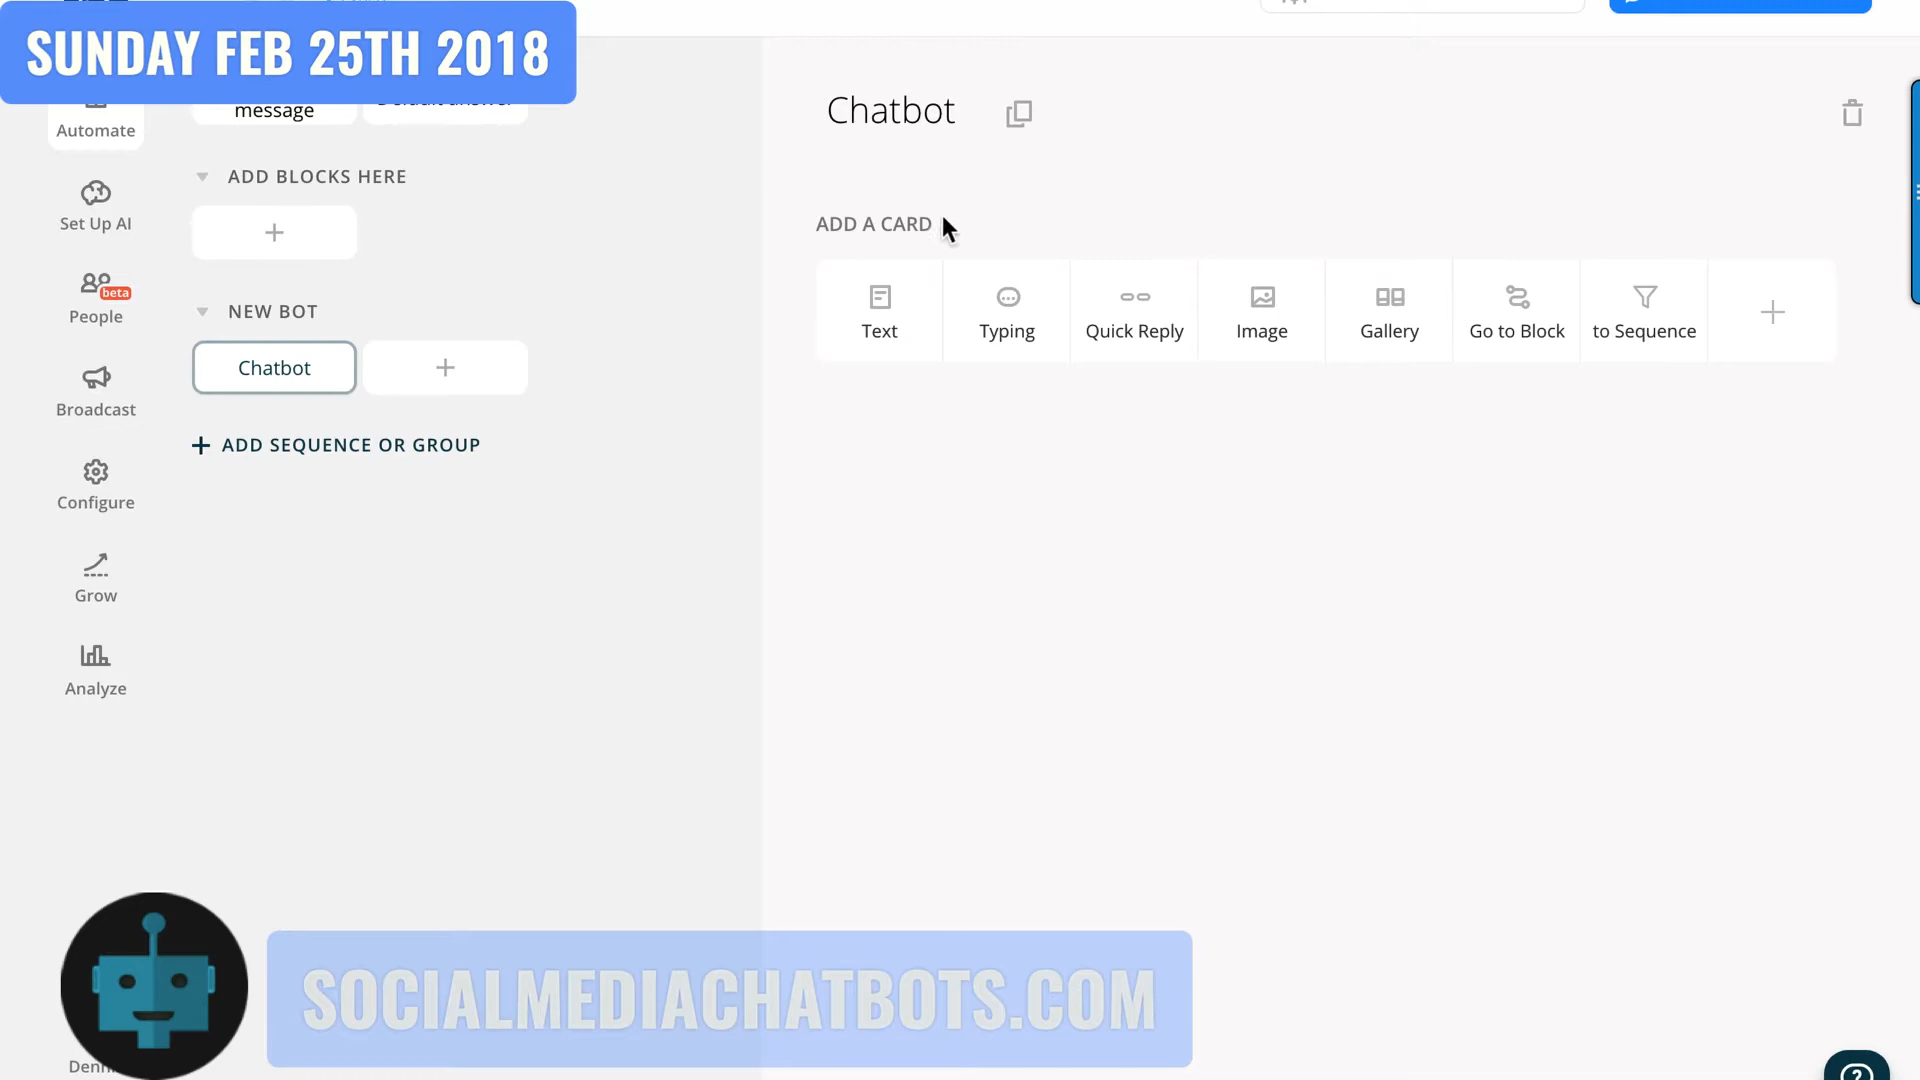 SUNDAY FEB 25TH 2018
message
Automate
ADD BLOCKS HERE
Set Up AI
beta
People
NEW BOT
Chatbot
Broadcast
ADD SEQUENCE OR GROUP
Configure
Grow
Analyze
Chatbot
ADD A CARD
Text
Typing
Quick Reply
Image
Gallery
Go to Block
to Sequence
SOCIALMEDIACHATBOTS.COM